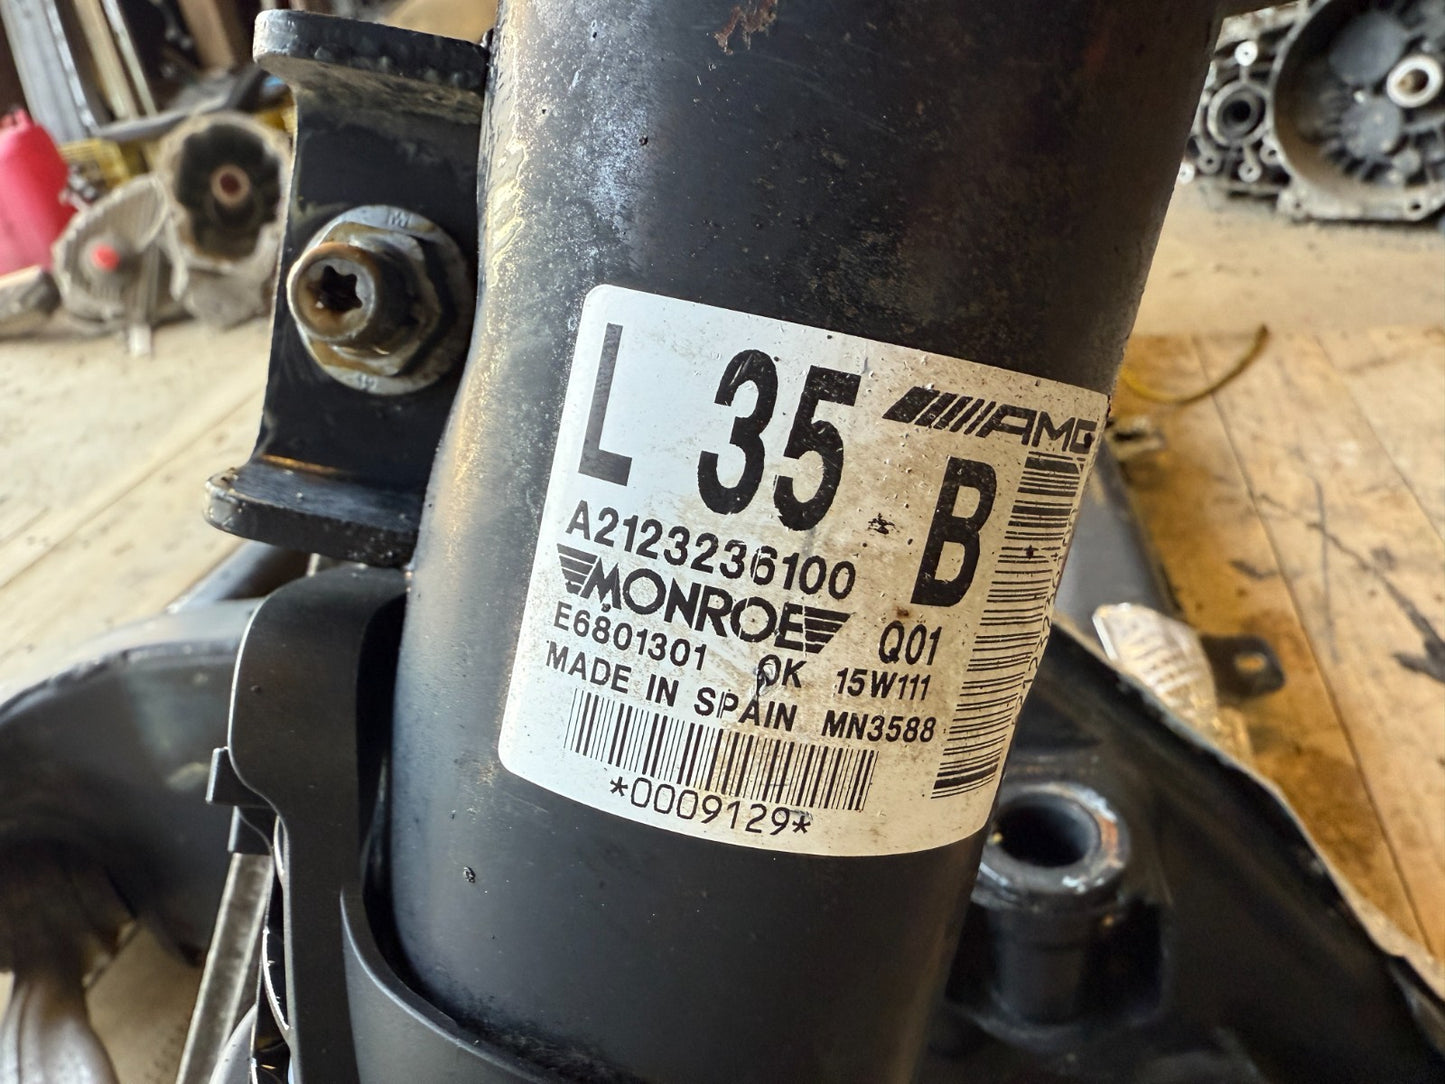 L 35 AMG
B
A2123236100
MONROE
E6801301 OK 15W111 Q01
MADE IN SPAIN MN3588
*0009129*